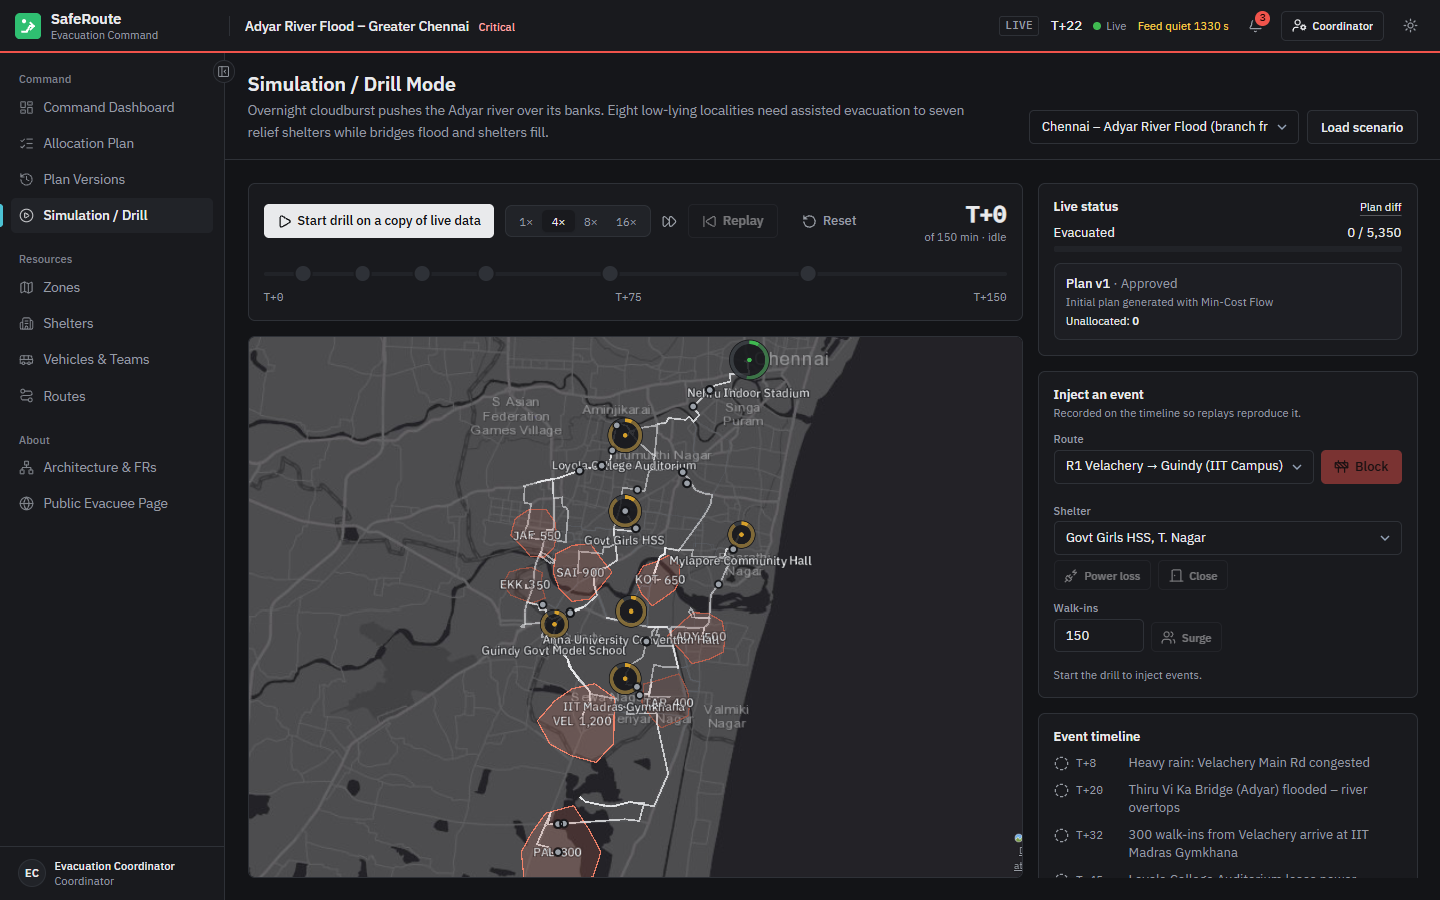 SafeRoute
Evacuation Command
Adyar River Flood – Greater Chennai Critical
LIVE T+22 Live Feed quiet 1330 s 3 Coordinator
Command
Command Dashboard
Allocation Plan
Plan Versions
Simulation / Drill
Resources
Zones
Shelters
Vehicles & Teams
Routes
About
Architecture & FRs
Public Evacuee Page
EC Evacuation Coordinator
Coordinator
Simulation / Drill Mode
Overnight cloudburst pushes the Adyar river over its banks. Eight low-lying localities need assisted evacuation to seven
relief shelters while bridges flood and shelters fill.
Chennai – Adyar River Flood (branch fr
Load scenario
Start drill on a copy of live data
1× 4× 8× 16×
Replay
Reset
T+0
of 150 min · idle
T+0 T+75 T+150
hennai
Nehru Indoor Stadium
S Asian
Federation
Games Village
Aminjikarai
Singa
Puram
Loyola College Auditorium
Govt Girls HSS
JAF 550
Mylapore Community Hall
Nagar
SAI 900
EKK 350
KOT 650
ADY 500
Anna University Convention Hall
Guindy Govt Model School
IIT Madras Gymkhana
TAR 400
VEL 1,200
Valmiki
Nagar
PAL 800
Live status
Plan diff
Evacuated 0 / 5,350
Plan v1 · Approved
Initial plan generated with Min-Cost Flow
Unallocated: 0
Inject an event
Recorded on the timeline so replays reproduce it.
Route
R1 Velachery → Guindy (IIT Campus)
Block
Shelter
Govt Girls HSS, T. Nagar
Power loss
Close
Walk-ins
150
Surge
Start the drill to inject events.
Event timeline
T+8 Heavy rain: Velachery Main Rd congested
T+20 Thiru Vi Ka Bridge (Adyar) flooded – river
overtops
T+32 300 walk-ins from Velachery arrive at IIT
Madras Gymkhana